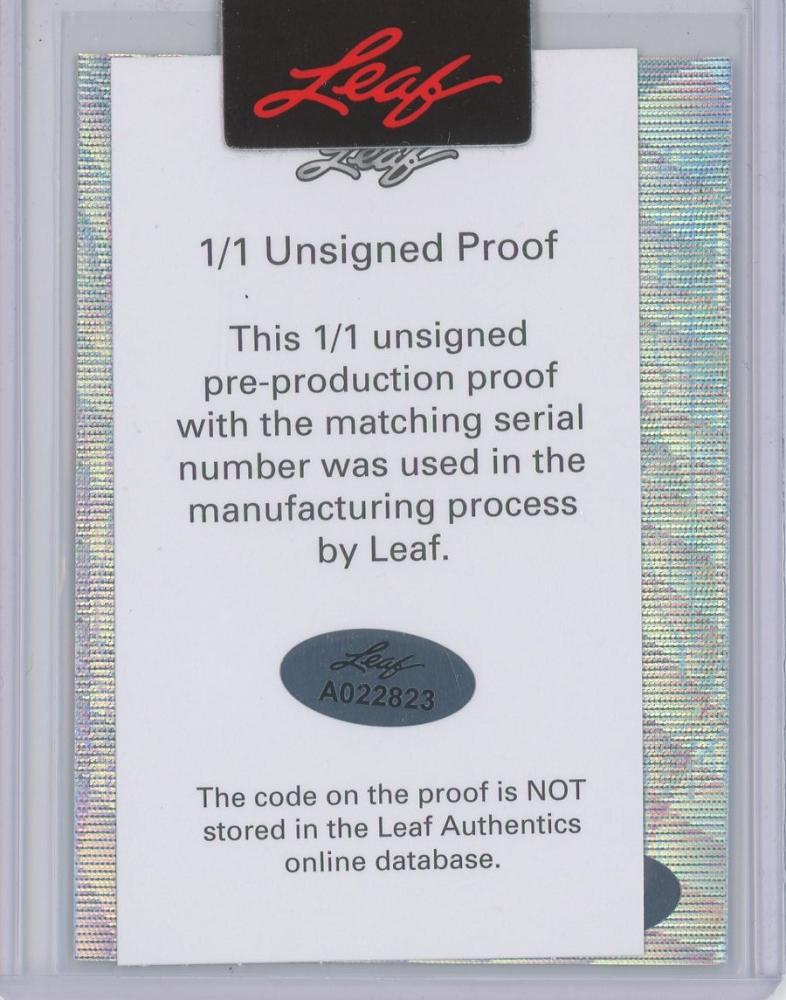 Leaf
Leaf
1/1 Unsigned Proof
This 1/1 unsigned
pre-production proof
with the matching serial
number was used in the
manufacturing process
by Leaf.
Leaf
A022823
The code on the proof is NOT
stored in the Leaf Authentics
online database.